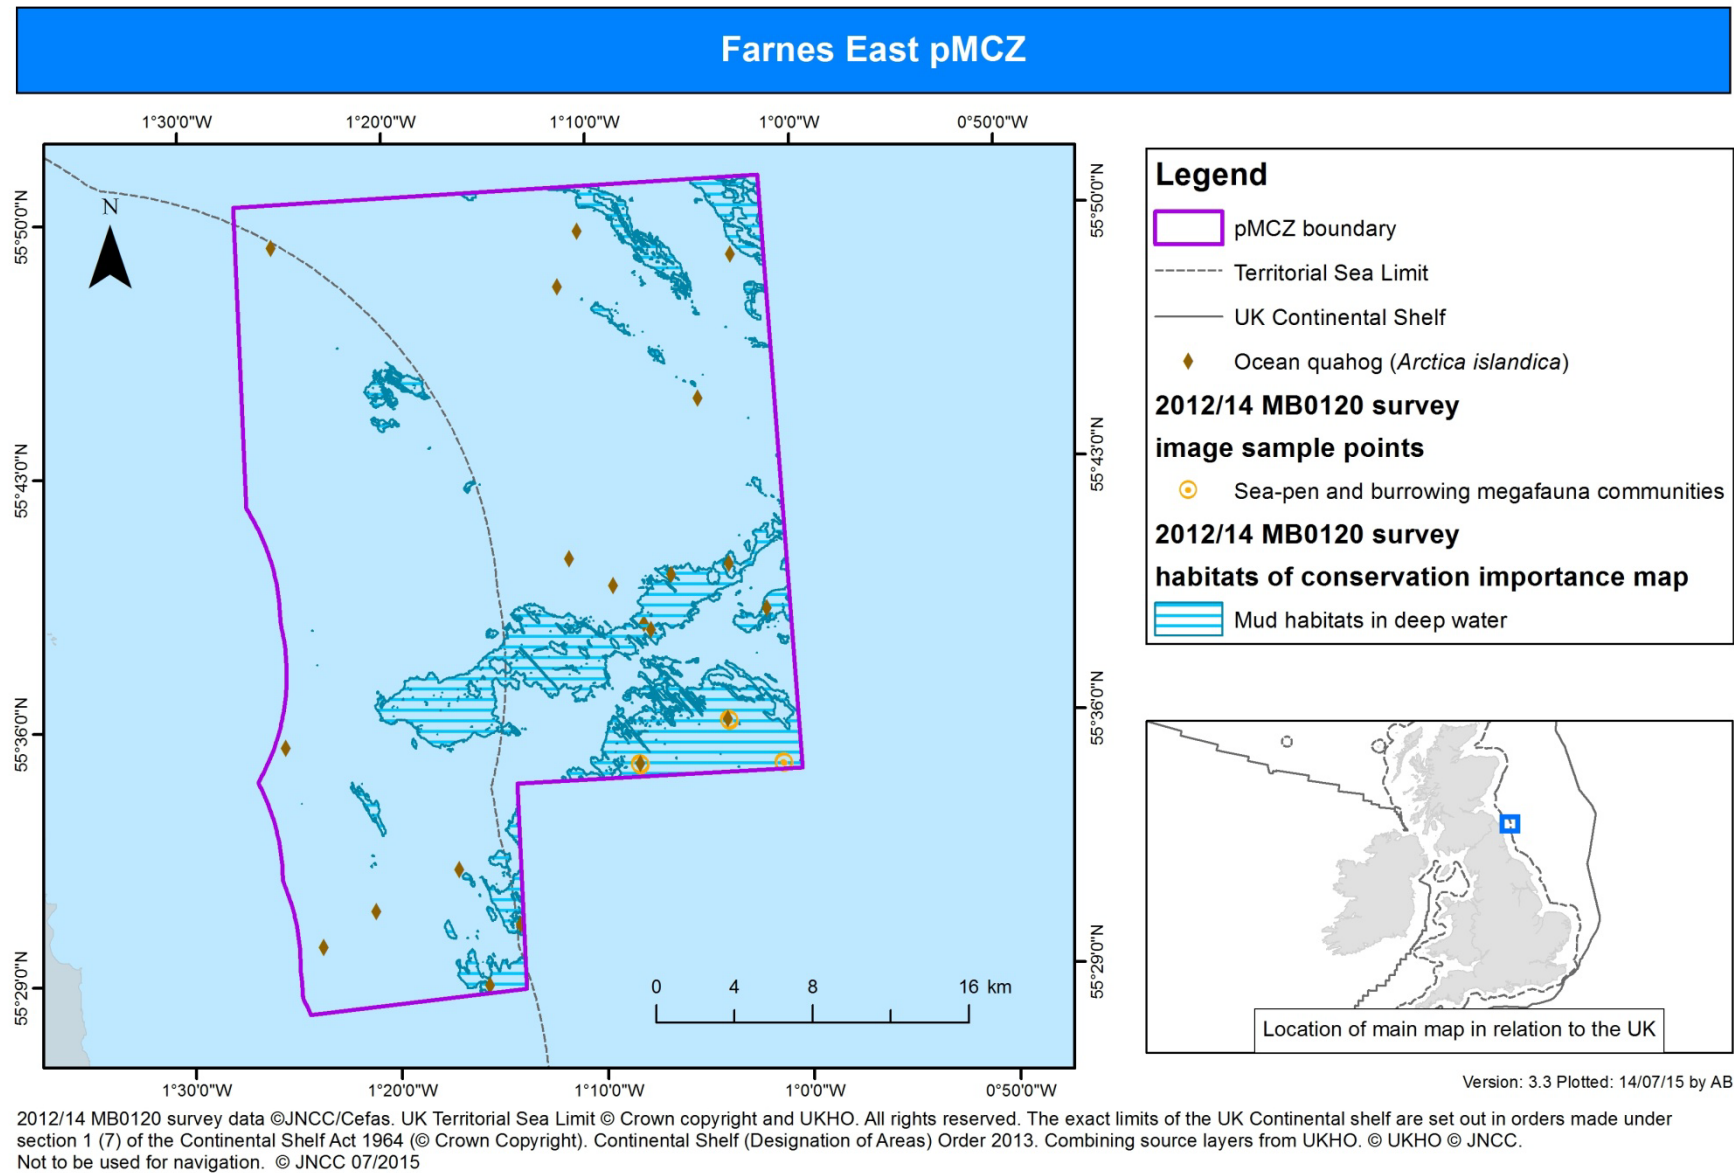 Farnes East pMCZ
1°30'0"W 1°20'0"W 1°10'0"W 1°0'0"W 0°50'0"W
55°50'0"N
55°43'0"N
55°36'0"N
55°29'0"N
55°50'0"N
55°43'0"N
55°36'0"N
55°29'0"N
N
0 4 8 16 km
1°30'0"W 1°20'0"W 1°10'0"W 1°0'0"W 0°50'0"W
Legend
pMCZ boundary
Territorial Sea Limit
UK Continental Shelf
Ocean quahog (Arctica islandica)
2012/14 MB0120 survey
image sample points
Sea-pen and burrowing megafauna communities
2012/14 MB0120 survey
habitats of conservation importance map
Mud habitats in deep water
Location of main map in relation to the UK
Version: 3.3 Plotted: 14/07/15 by AB
2012/14 MB0120 survey data ©JNCC/Cefas. UK Territorial Sea Limit © Crown copyright and UKHO. All rights reserved. The exact limits of the UK Continental shelf are set out in orders made under
section 1 (7) of the Continental Shelf Act 1964 (© Crown Copyright). Continental Shelf (Designation of Areas) Order 2013. Combining source layers from UKHO. © UKHO © JNCC.
Not to be used for navigation. © JNCC 07/2015